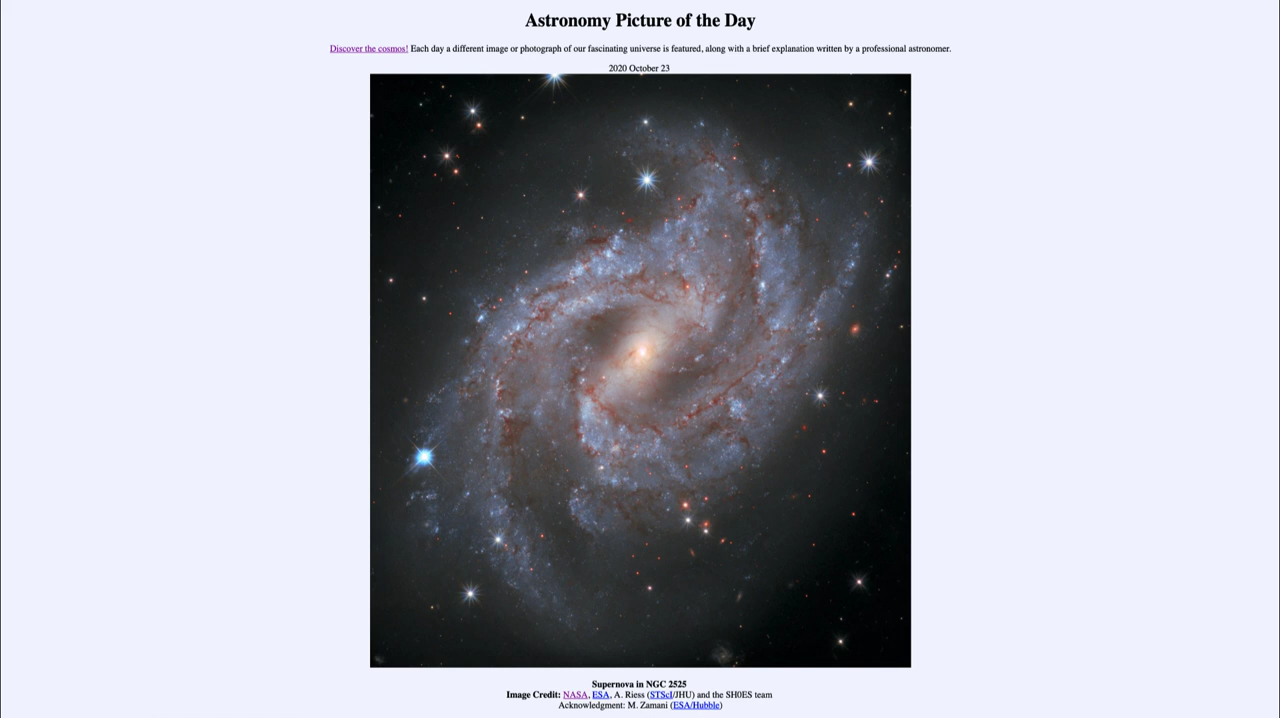 Astronomy Picture of the Day
Discover the cosmos! Each day a different image or photograph of our fascinating universe is featured, along with a brief explanation written by a professional astronomer.
2020 October 23
Supernova in NGC 2525
Image Credit: NASA, ESA, A. Riess (STScI/JHU) and the SH0ES team
Acknowledgment: M. Zamani (ESA/Hubble)